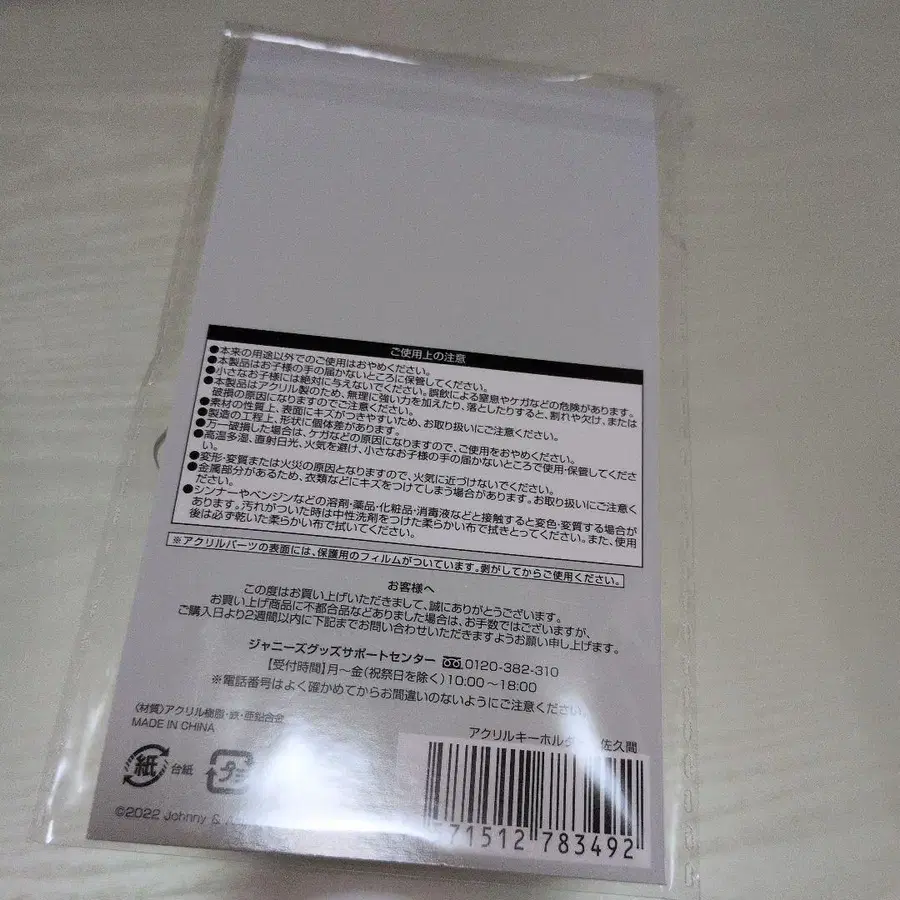 ご使用上の注意
●本来の用途以外でのご使用はおやめください。
●本製品はお子様の手の届かないところに保管してください。
●小さなお子様には絶対に与えないでください。誤飲による窒息やケガなどの危険があります。
●本製品はアクリル製のため、無理に強い力を加えたり、落としたりすると、割れや欠け、または
破損の原因になりますのでご注意ください。
●素材の性質上、表面にキズがつきやすいため、お取り扱いにご注意ください。
●製造の工程上、形状に個体差があります。
●万一破損した場合は、ケガなどの原因になりますので、ご使用をおやめください。
●高温多湿、直射日光、火気を避け、小さなお子様の手の届かないところで使用・保管してくださ
い。
●変形・変質または火災の原因となりますので、火気に近づけないでください。
●金属部分があるため、衣類などにキズをつけてしまう場合があります。お取り扱いにご注意ください。
●シンナーやベンジンなどの溶剤・薬品・化粧品・消毒液などと接触すると変色・変質する場合が
あります。汚れがついた時は中性洗剤をつけた柔らかい布で拭きとってください。また、使用
後は必ず乾いた柔らかい布で拭いてください。
※アクリルパーツの表面には、保護用のフィルムがついています。剥がしてからご使用ください。
お客様へ
この度はお買い上げいただきまして、誠にありがとうございます。
お買い上げ商品に不都合品などありました場合は、お手数ではございますが、
ご購入日より2週間以内に下記までお問い合わせいただきますようお願い申し上げます。
ジャニーズグッズサポートセンター 0120-382-310
【受付時間】月〜金(祝祭日を除く)10:00〜18:00
※電話番号はよく確かめてからお間違いのないようにご注意ください。
〈材質〉アクリル樹脂・鉄・亜鉛合金
MADE IN CHINA
アクリルキーホルダー 佐久間
紙 台紙 プラ
©2022 Johnny &
571512 783492